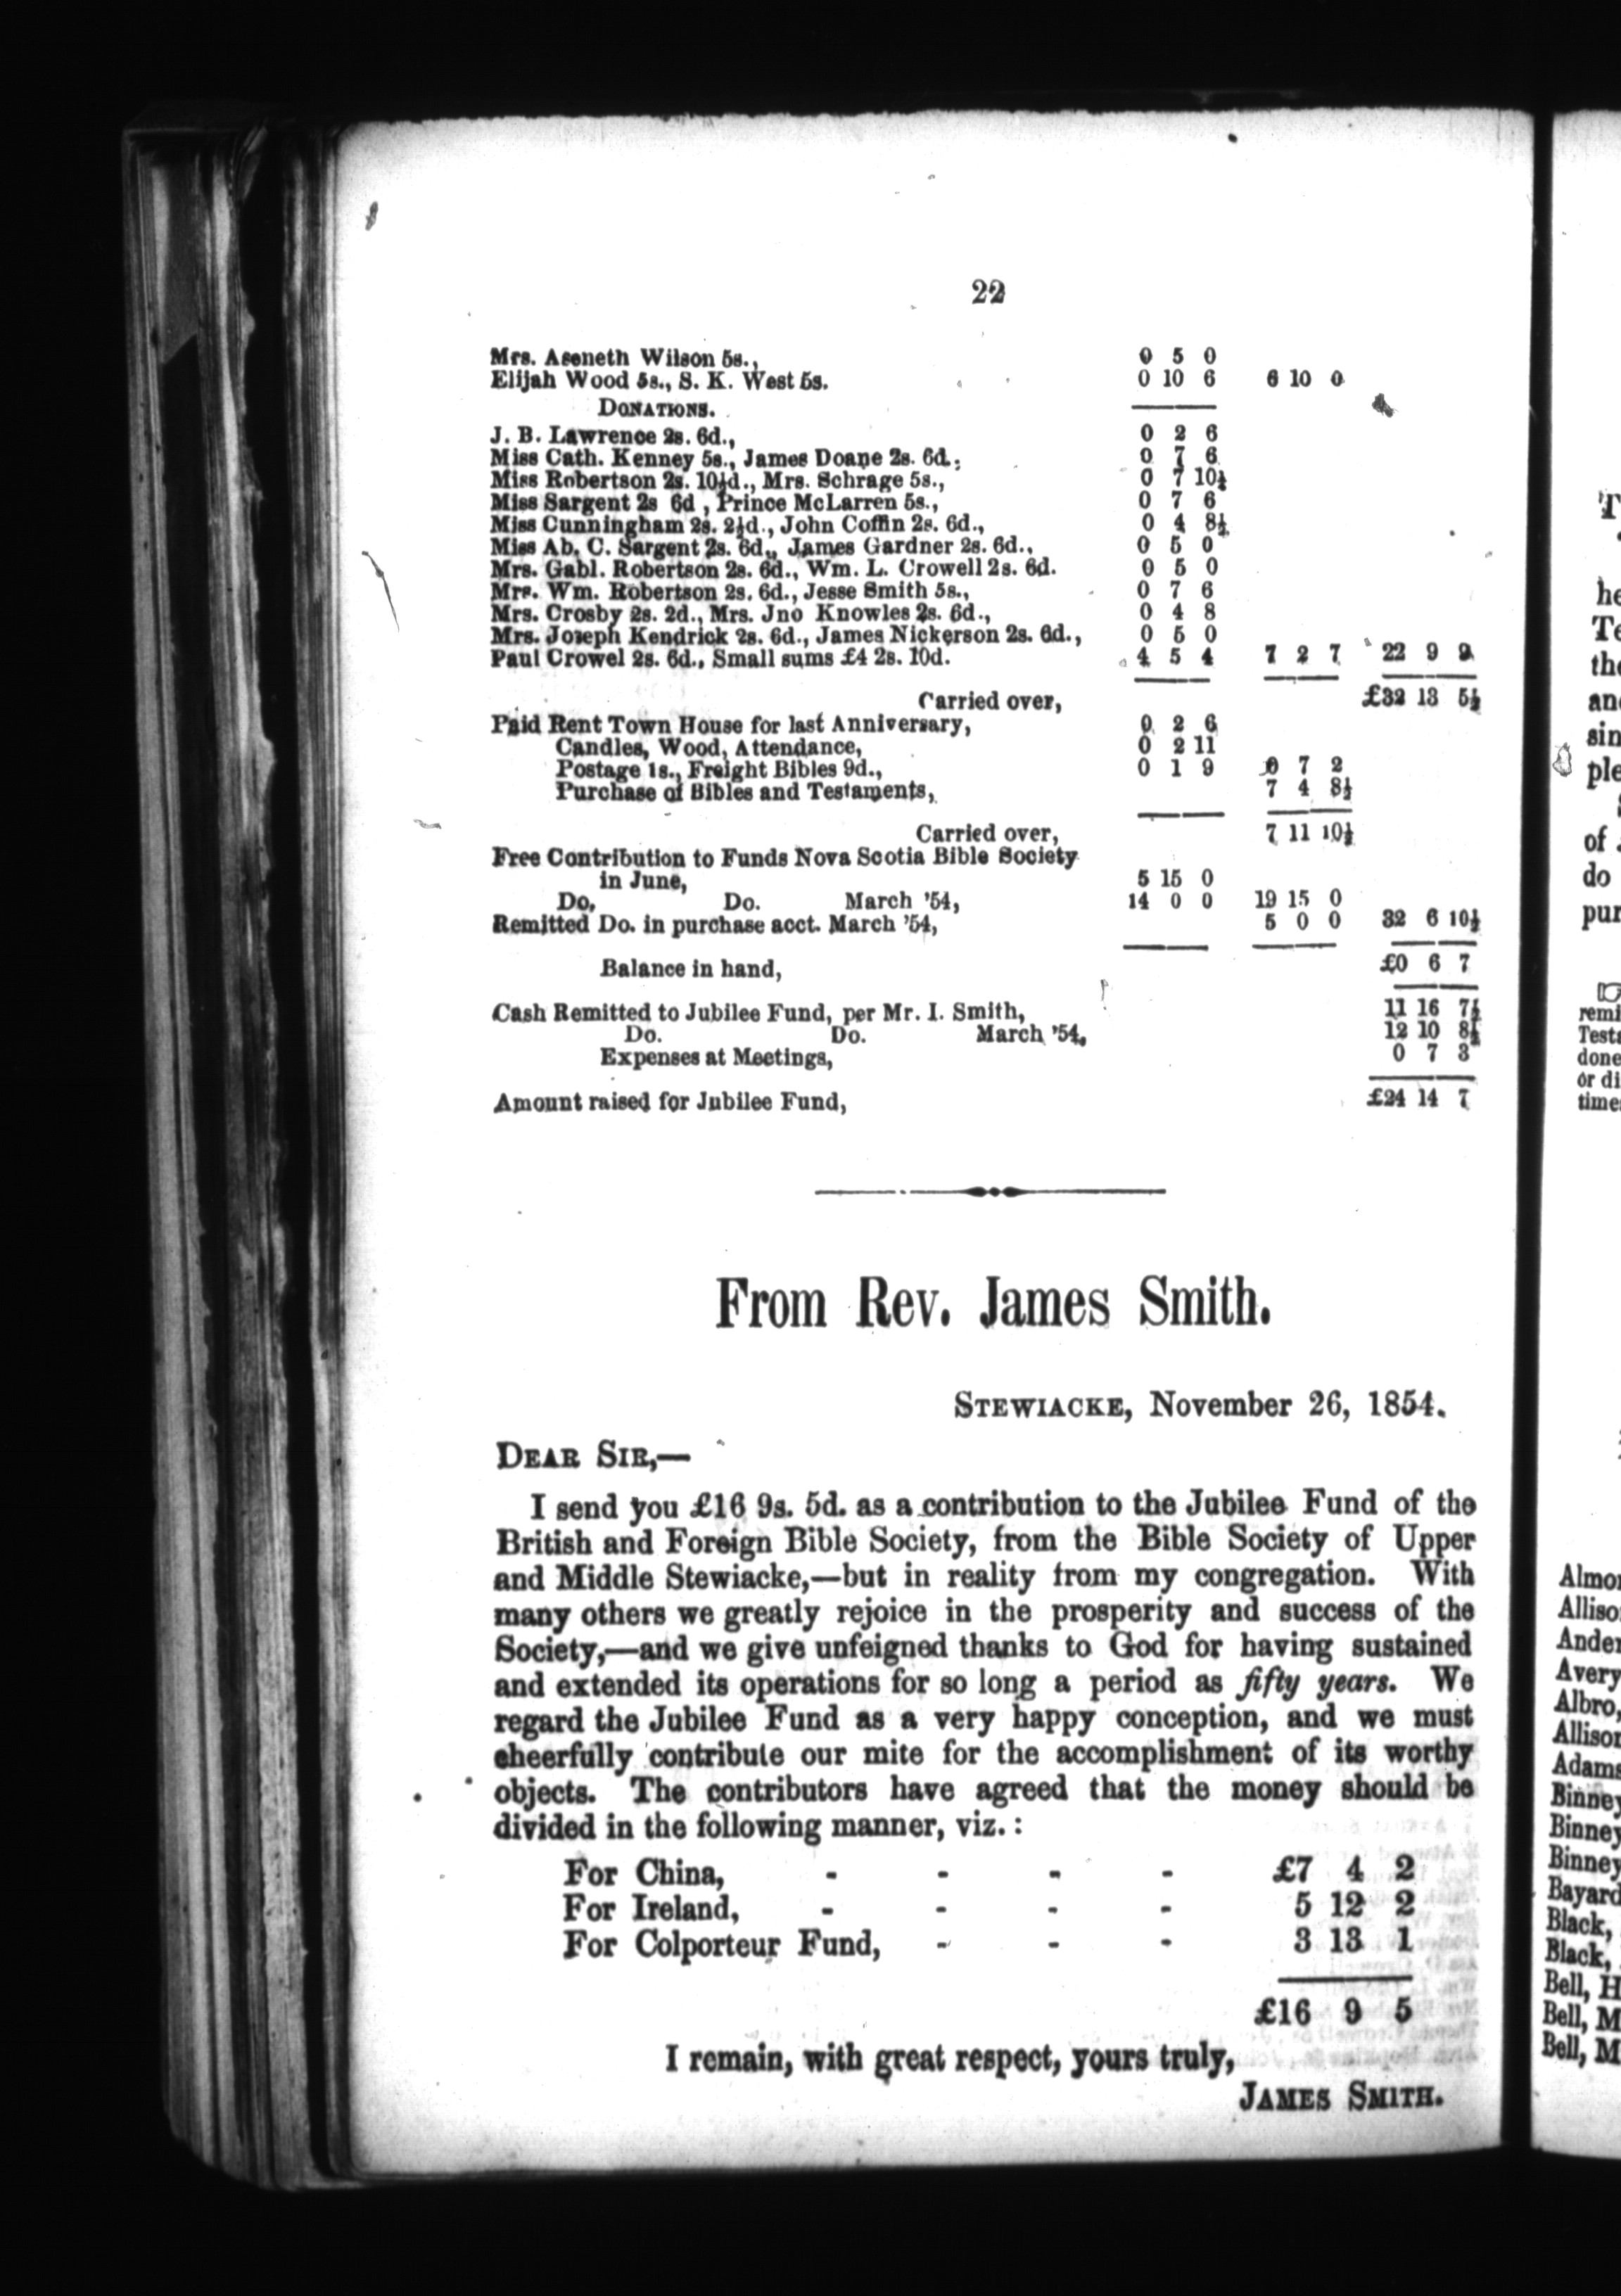 22
Mrs. Aseneth Wilson 5s., 0 5 0
Elijah Wood 5s., S. K. West 5s. 0 10 6 6 10 0
DONATIONS.
J. B. Lawrence 2s. 6d., 0 2 6
Miss Cath. Kenney 5s., James Doane 2s. 6d. 0 7 6
Miss Robertson 2s. 10½d., Mrs. Schrage 5s., 0 7 10½
Miss Sargent 2s 6d , Prince McLarren 5s., 0 7 6
Miss Cunningham 2s. 2½d., John Coffin 2s. 6d., 0 4 8½
Miss Ab. C. Sargent 2s. 6d., James Gardner 2s. 6d., 0 5 0
Mrs. Gabl. Robertson 2s. 6d., Wm. L. Crowell 2s. 6d. 0 5 0
Mrs. Wm. Robertson 2s. 6d., Jesse Smith 5s., 0 7 6
Mrs. Crosby 2s. 2d., Mrs. Jno Knowles 2s. 6d., 0 4 8
Mrs. Joseph Kendrick 2s. 6d., James Nickerson 2s. 6d., 0 5 0
Paul Crowel 2s. 6d., Small sums £4 2s. 10d. 4 5 4 7 2 7 22 9 9
Carried over, £32 13 5½
Paid Rent Town House for last Anniversary, 0 2 6
Candles, Wood, Attendance, 0 2 11
Postage 1s., Freight Bibles 9d., 0 1 9 0 7 2
Purchase of Bibles and Testaments, 7 4 8½
Carried over, 7 11 10½
Free Contribution to Funds Nova Scotia Bible Society
in June, 5 15 0
Do, Do. March '54, 14 0 0 19 15 0
Remitted Do. in purchase acct. March '54, 5 0 0 32 6 10½
Balance in hand, £0 6 7
Cash Remitted to Jubilee Fund, per Mr. I. Smith, 11 16 7½
Do. Do. March '54, 12 10 8½
Expenses at Meetings, 0 7 3
Amount raised for Jubilee Fund, £24 14 7
From Rev. James Smith.
STEWIACKE, November 26, 1854.
DEAR SIR,—
I send you £16 9s. 5d. as a contribution to the Jubilee Fund of the
British and Foreign Bible Society, from the Bible Society of Upper
and Middle Stewiacke,—but in reality from my congregation. With
many others we greatly rejoice in the prosperity and success of the
Society,—and we give unfeigned thanks to God for having sustained
and extended its operations for so long a period as fifty years. We
regard the Jubilee Fund as a very happy conception, and we must
cheerfully contribute our mite for the accomplishment of its worthy
objects. The contributors have agreed that the money should be
divided in the following manner, viz. :
For China, - - - - £7 4 2
For Ireland, - - - - 5 12 2
For Colporteur Fund, - - - 3 13 1
£16 9 5
I remain, with great respect, yours truly,
JAMES SMITH.
of
do
Black,
Black,
Bell, H
Bell, M
Bell, M